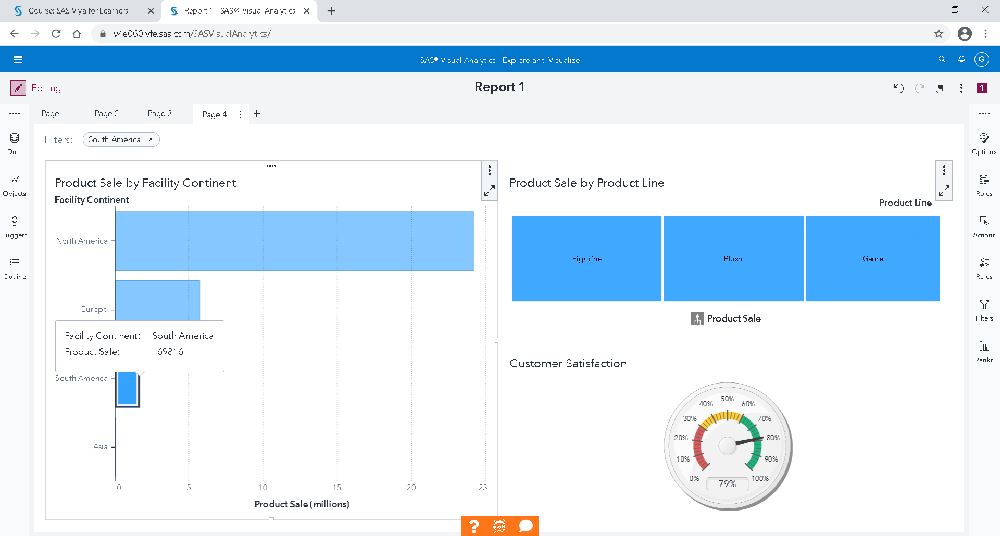 Course: SAS Viya for Learners
Report 1 - SAS® Visual Analytics
v4e060.vfe.sas.com/SASVisualAnalytics/
SAS® Visual Analytics - Explore and Visualize
G
Editing
Report 1
1
Page 1
Page 2
Page 3
Page 4
Filters:
South America
Data
Objects
Suggest
Outline
Product Sale by Facility Continent
Facility Continent
North America
Europe
Facility Continent: South America
Product Sale: 1698161
South America
Asia
0 5 10 15 20 25
Product Sale (millions)
Product Sale by Product Line
Product Line
Figurine
Plush
Game
Product Sale
Customer Satisfaction
0%
10%
20%
30%
40%
50%
60%
70%
80%
90%
100%
79%
Options
Roles
Actions
Rules
Filters
Ranks
?
jupyter